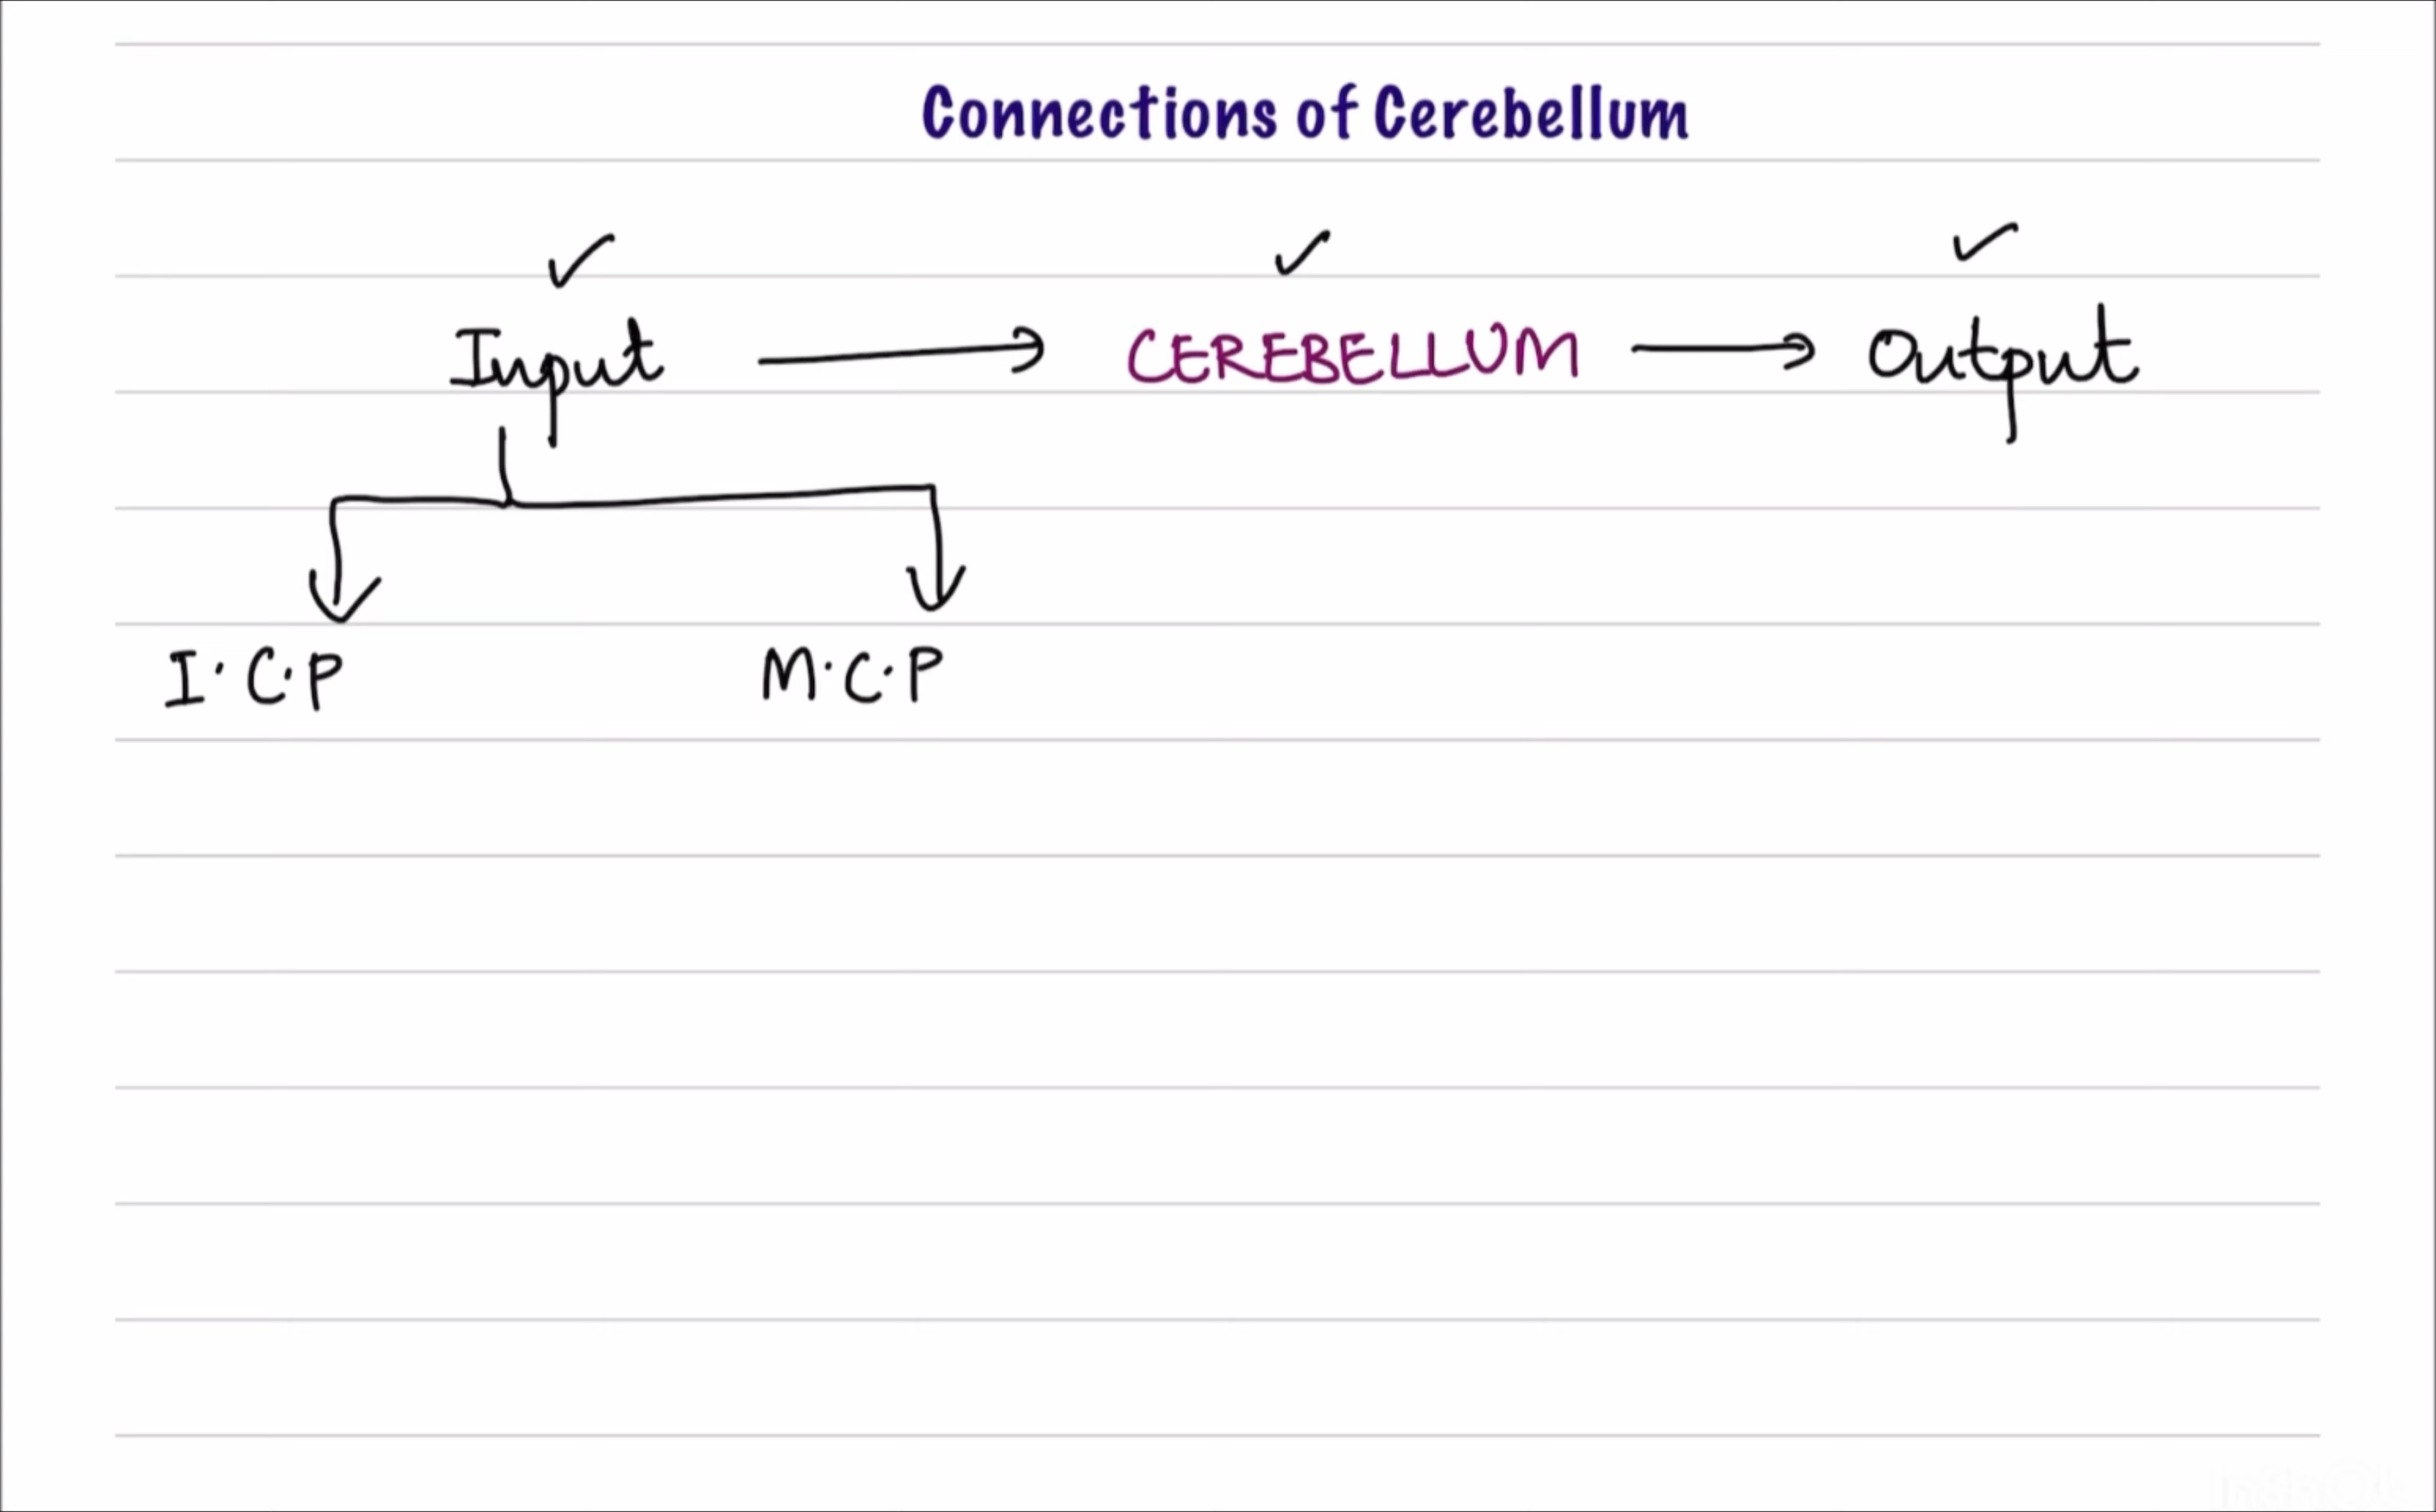 Connections of Cerebellum
Input → CEREBELLUM → Output
I.C.P M.C.P